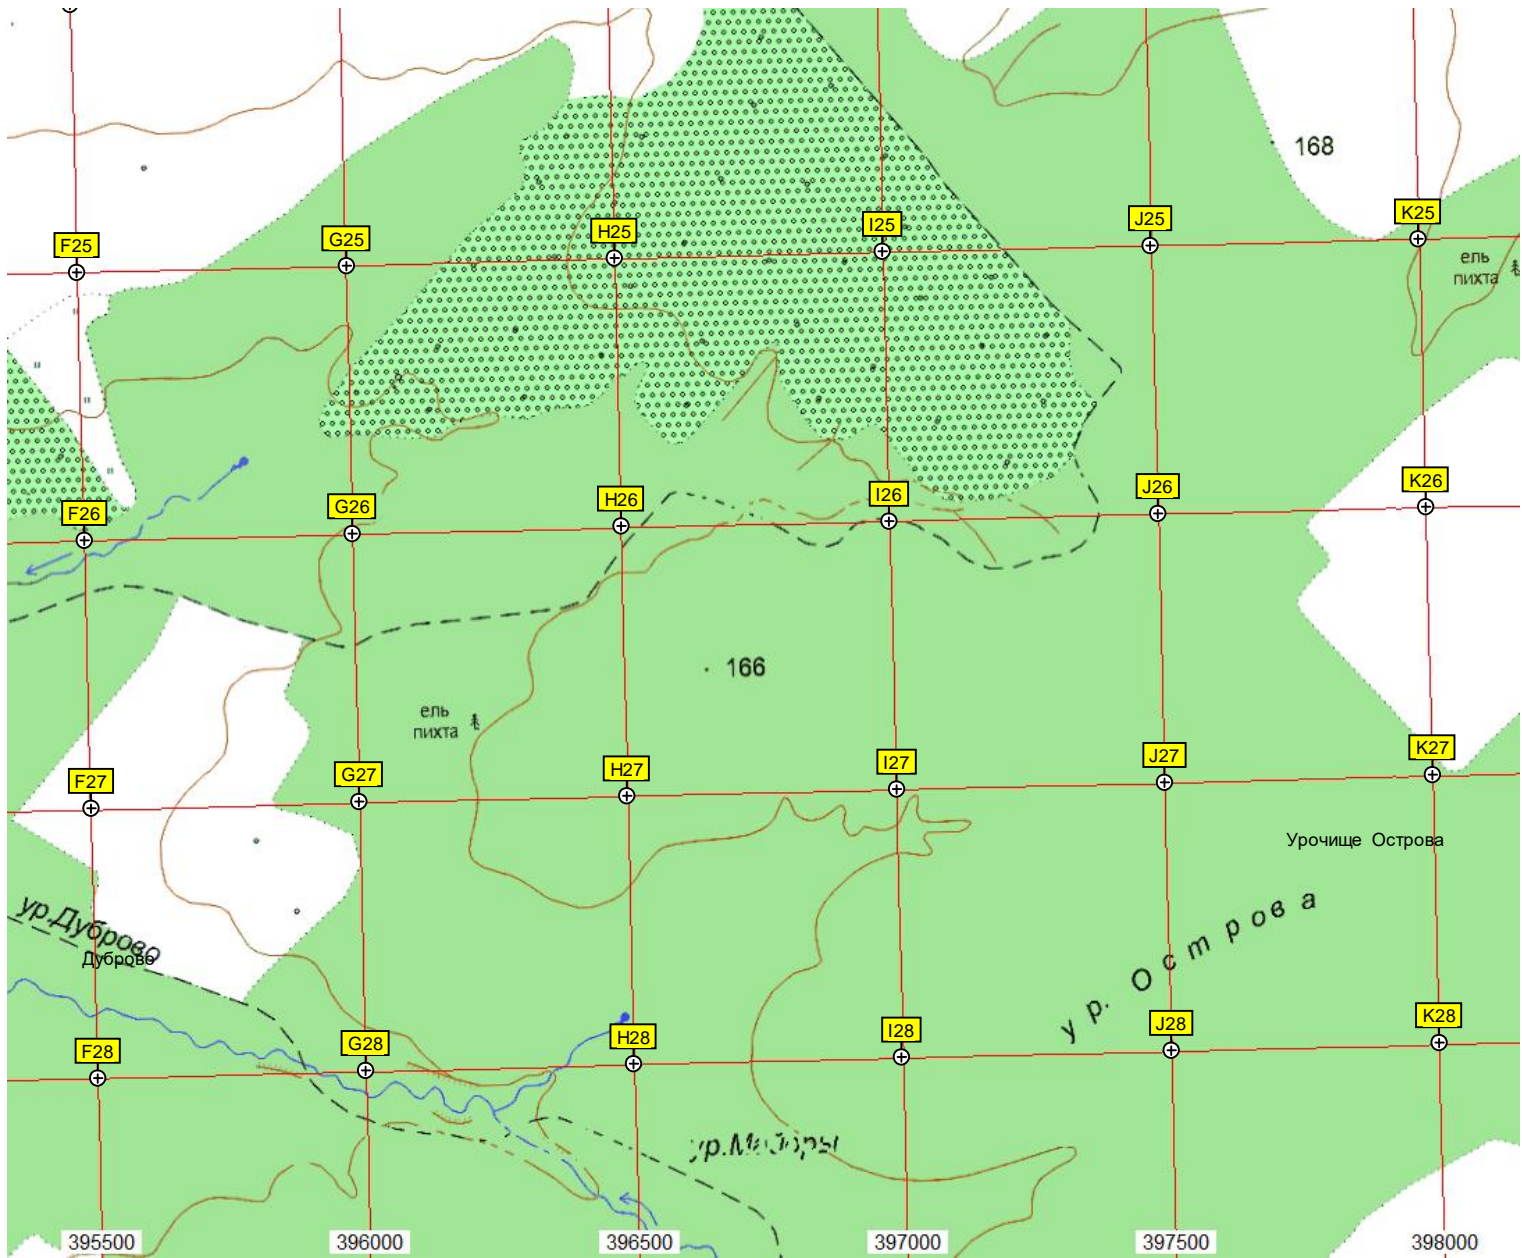 168
F25 G25 H25 I25 J25 K25
ель
пихта
F26 G26 H26 I26 J26 K26
166
ель
пихта
F27 G27 H27 I27 J27 K27
Урочище Острова
ур. Острова
ур.Дуброво
Дуброво
F28 G28 H28 I28 J28 K28
395500 396000 396500 397000 397500 398000